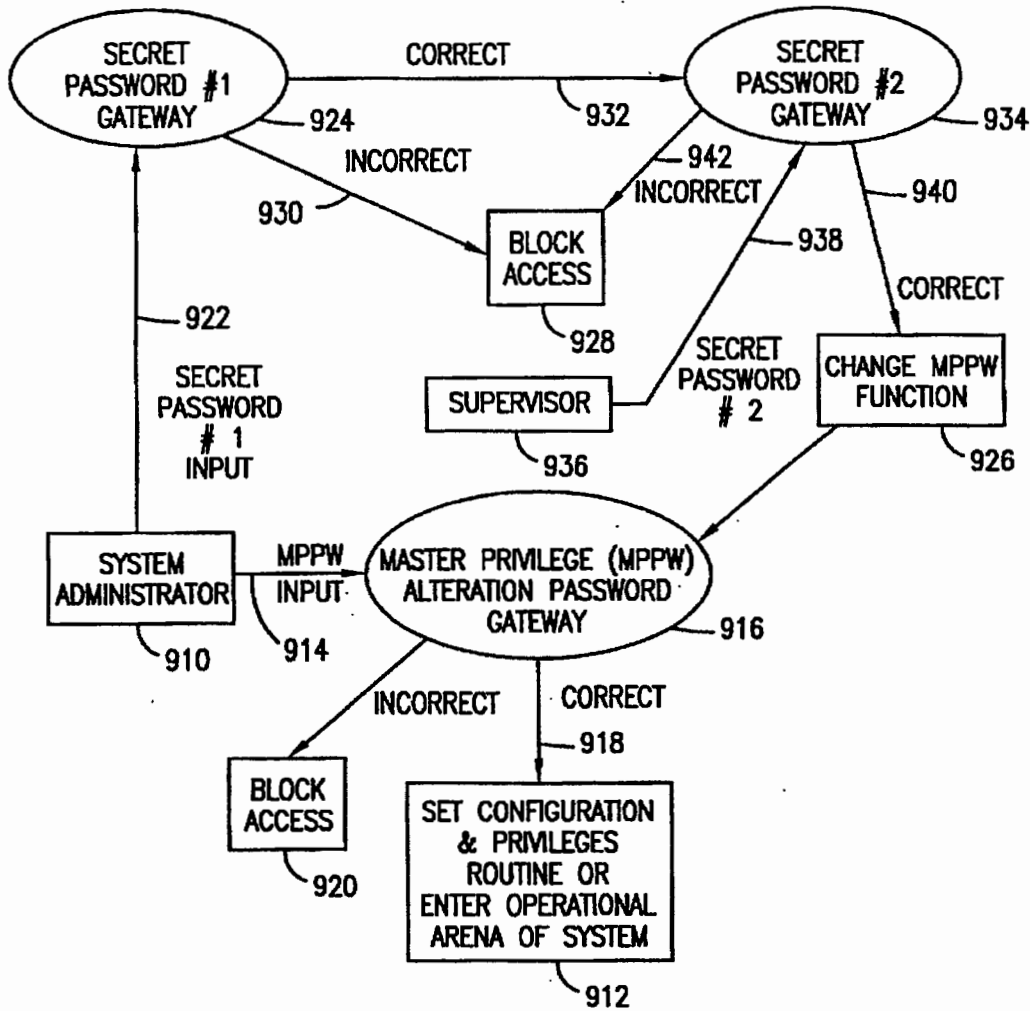 SECRET
PASSWORD #1
GATEWAY
924
CORRECT
932
SECRET
PASSWORD #2
GATEWAY
934
INCORRECT
930
942
INCORRECT
940
BLOCK
ACCESS
928
938
CORRECT
922
SECRET
PASSWORD
# 1
INPUT
SUPERVISOR
936
SECRET
PASSWORD
# 2
CHANGE MPPW
FUNCTION
926
SYSTEM
ADMINISTRATOR
910
MPPW
INPUT
914
MASTER PRIVILEGE (MPPW)
ALTERATION PASSWORD
GATEWAY
916
INCORRECT
CORRECT
918
BLOCK
ACCESS
920
SET CONFIGURATION
& PRIVILEGES
ROUTINE OR
ENTER OPERATIONAL
ARENA OF SYSTEM
912